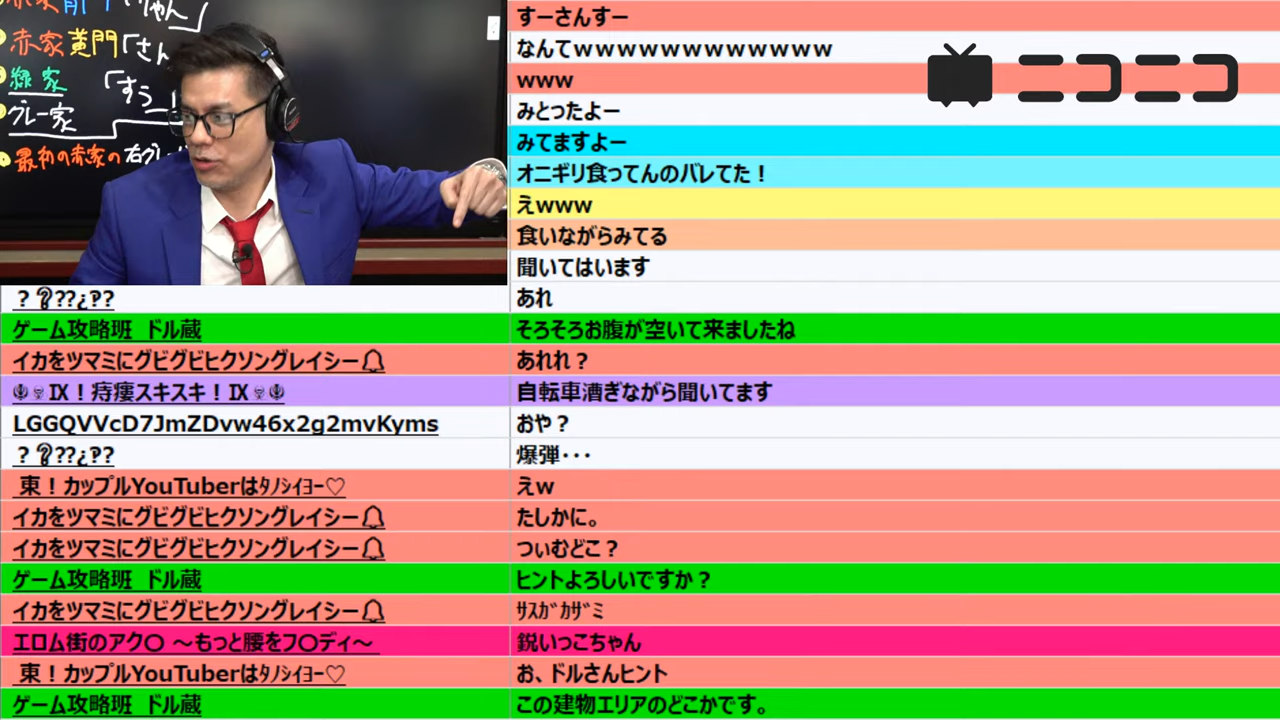 赤家黄門「さん
緑家「すぅ
グレー家
最初の赤家の右グレ
すーさんすー
なんてｗｗｗｗｗｗｗｗｗｗｗｗ
www
ニコニコ
みとったよー
みてますよー
オニギリ食ってんのバレてた！
えwww
食いながらみてる
聞いてはいます
あれ
ゲーム攻略班　ドル蔵 そろそろお腹が空いて来ましたね
イカをツマミにグビグビヒクソングレイシー あれれ？
Ⅸ！痔瘻スキスキ！Ⅸ 自転車漕ぎながら聞いてます
LGGQVVcD7JmZDvw46x2g2mvKyms おや？
爆弾･･･
東！カップルYouTuberはﾀﾉｼｲﾖｰ♡ えw
イカをツマミにグビグビヒクソングレイシー たしかに。
イカをツマミにグビグビヒクソングレイシー つぃむどこ？
ゲーム攻略班　ドル蔵 ヒントよろしいですか？
イカをツマミにグビグビヒクソングレイシー ｻｽｶﾞｶｻﾞﾐ
エロム街のアク〇 ～もっと腰をフ〇ディ～ 鋭いっこちゃん
東！カップルYouTuberはﾀﾉｼｲﾖｰ♡ お、ドルさんヒント
ゲーム攻略班　ドル蔵 この建物エリアのどこかです。